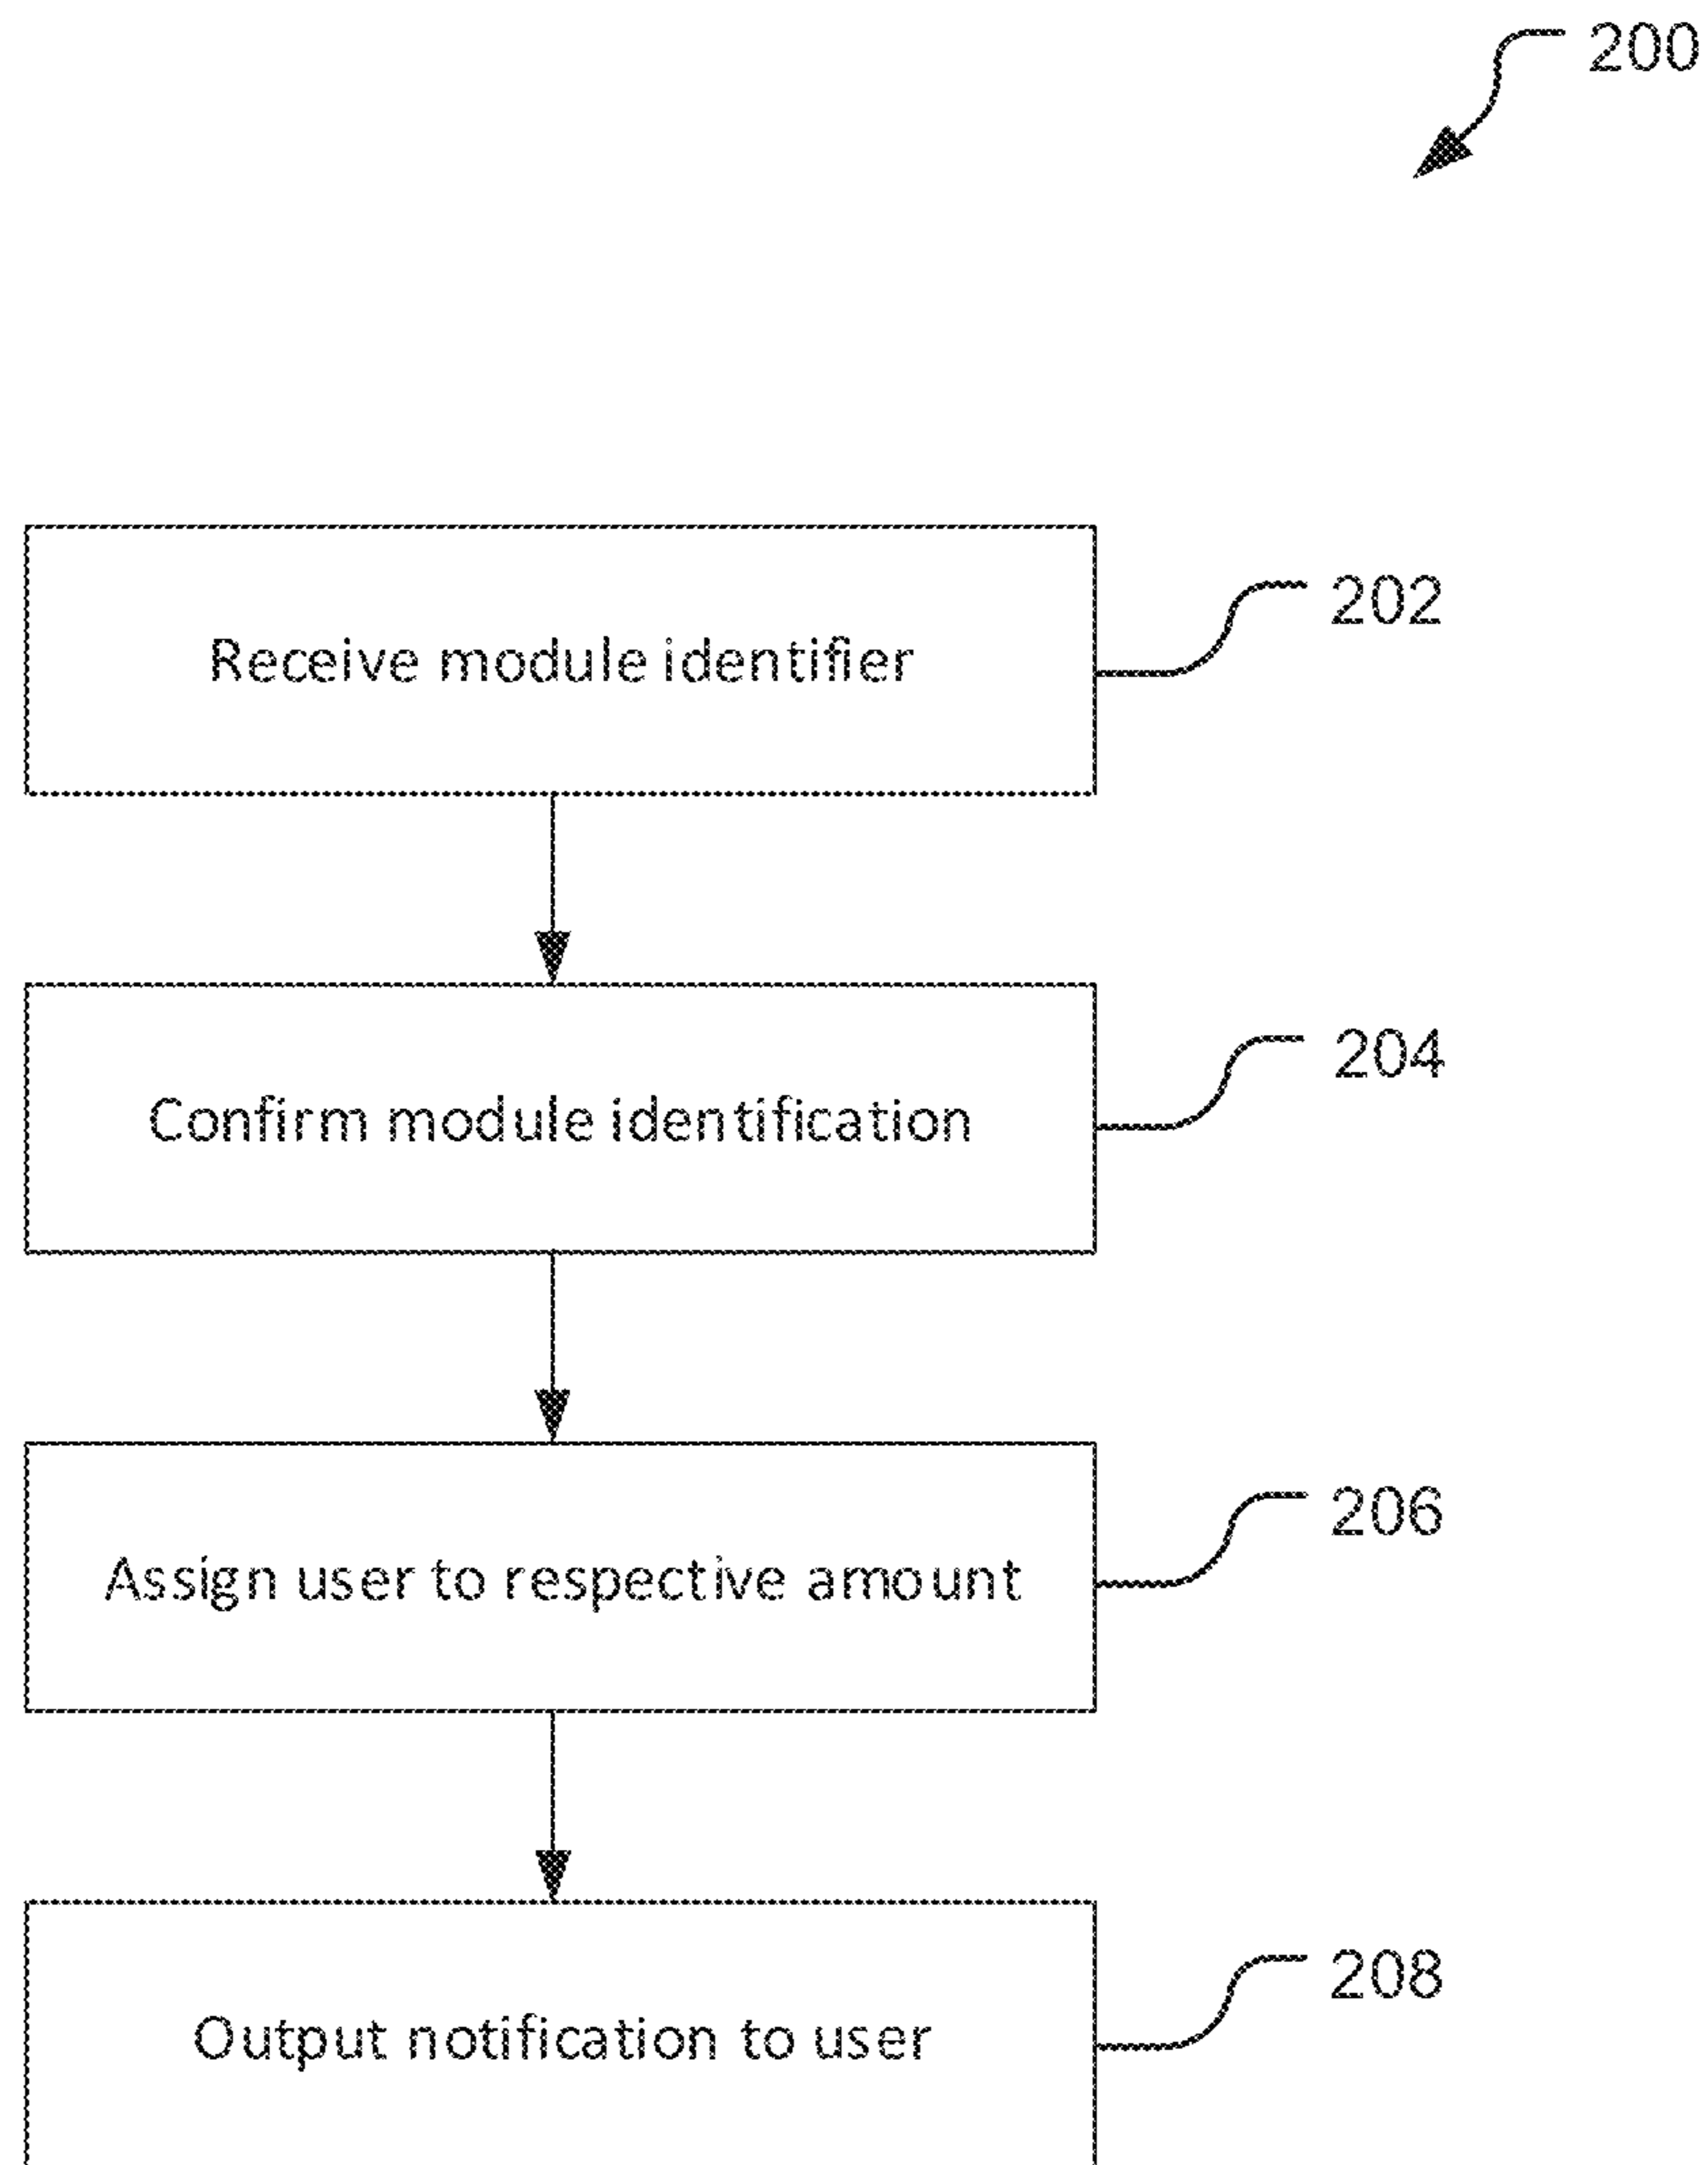 200
Receive module identifier
202
Confirm module identification
204
Assign user to respective amount
206
Output notification to user
208